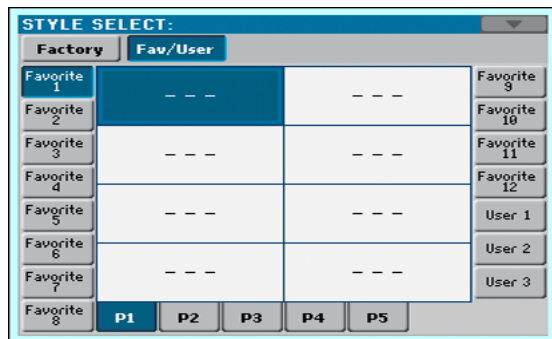 STYLE SELECT:
Factory Fav/User
Favorite 1
Favorite 2
Favorite 3
Favorite 4
Favorite 5
Favorite 6
Favorite 7
Favorite 8
--- ---
--- ---
--- ---
--- ---
Favorite 9
Favorite 10
Favorite 11
Favorite 12
User 1
User 2
User 3
P1 P2 P3 P4 P5